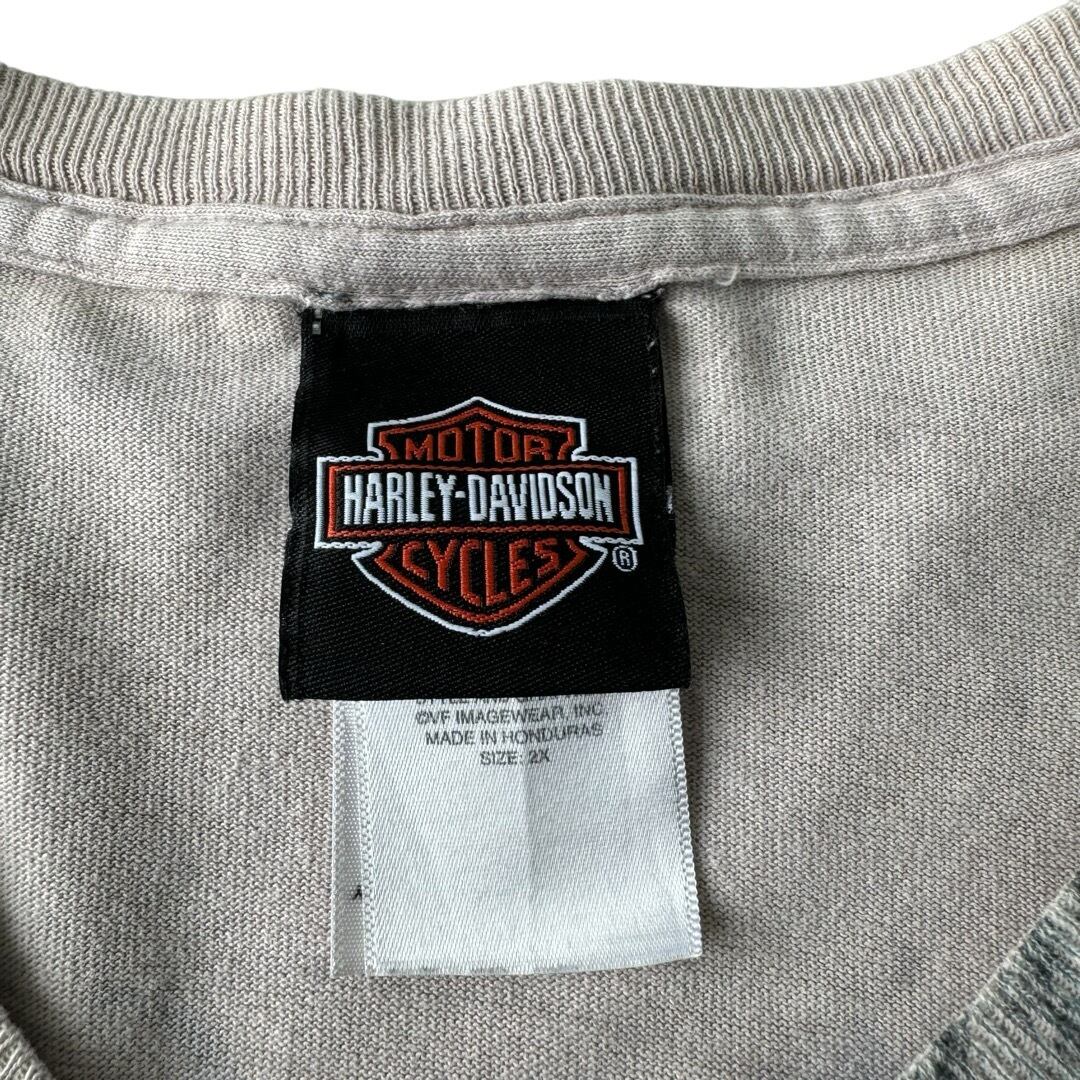 MOTOR
HARLEY-DAVIDSON
CYCLES
®
©VF IMAGEWEAR, INC.
MADE IN HONDURAS
SIZE: 2X